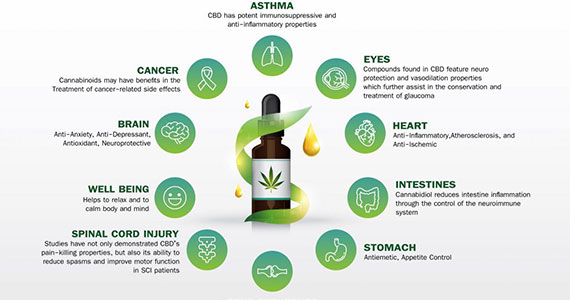 ASTHMA
CBD has potent immunosuppressive and
anti-inflammatory properties
CANCER
Cannabinoids may have benefits in the
Treatment of cancer-related side effects
EYES
Compounds found in CBD feature neuro
protection and vasodilation properties
which further assist in the conservation and
treatment of glaucoma
BRAIN
Anti-Anxiety, Anti-Depressant,
Antioxidant, Neuroprotective
HEART
Anti-Inflammatory,Atherosclerosis, and
Anti-Ischemic
WELL BEING
Helps to relax and to
calm body and mind
INTESTINES
Cannabidiol reduces intestine inflammation
through the control of the neuroimmune
system
SPINAL CORD INJURY
Studies have not only demonstrated CBD's
pain-killing properties, but also its ability to
reduce spasms and improve motor function
in SCI patients
STOMACH
Antiemetic, Appetite Control